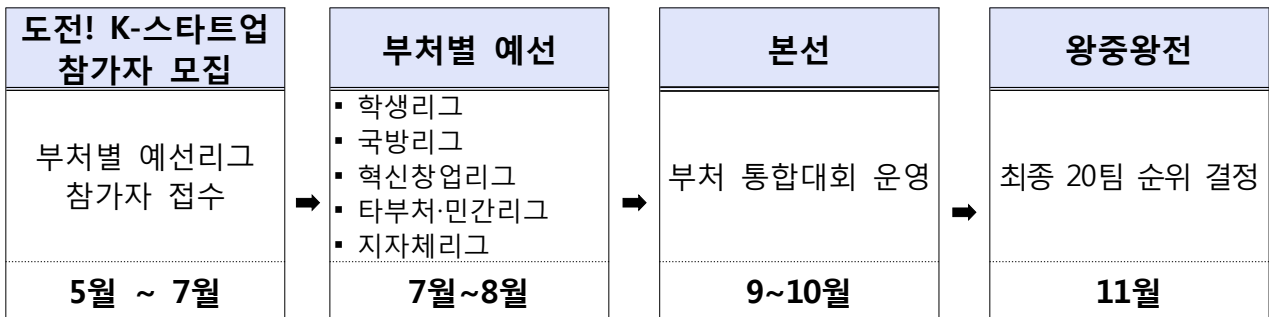 도전! K-스타트업
참가자 모집
부처별 예선리그
참가자 접수
5월 ~ 7월
➡
부처별 예선
▪ 학생리그
▪ 국방리그
▪ 혁신창업리그
▪ 타부처·민간리그
▪ 지자체리그
7월~8월
➡
본선
부처 통합대회 운영
9~10월
➡
왕중왕전
최종 20팀 순위 결정
11월